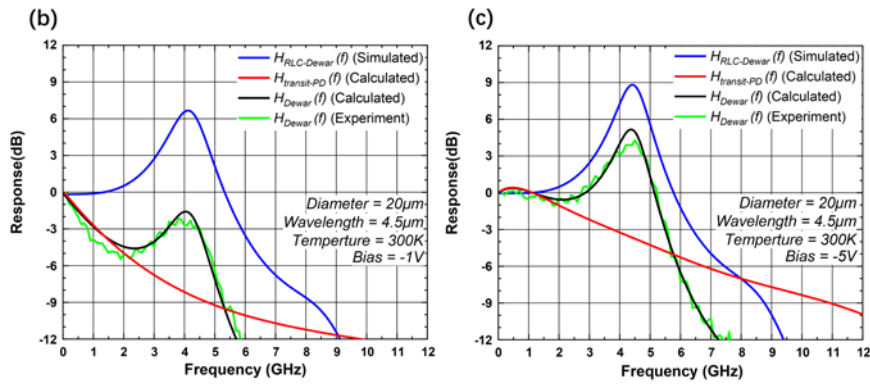 (b)
12
9
6
3
0
-3
-6
-9
-12
Response(dB)
H_RLC-Dewar (f) (Simulated)
H_transit-PD (f) (Calculated)
H_Dewar (f) (Calculated)
H_Dewar (f) (Experiment)
Diameter = 20μm
Wavelength = 4.5μm
Temperture = 300K
Bias = -1V
0 1 2 3 4 5 6 7 8 9 10 11 12
Frequency (GHz)
(c)
12
9
6
3
0
-3
-6
-9
-12
Response(dB)
H_RLC-Dewar (f) (Simulated)
H_transit-PD (f) (Calculated)
H_Dewar (f) (Calculated)
H_Dewar (f) (Experiment)
Diameter = 20μm
Wavelength = 4.5μm
Temperture = 300K
Bias = -5V
0 1 2 3 4 5 6 7 8 9 10 11 12
Frequency (GHz)